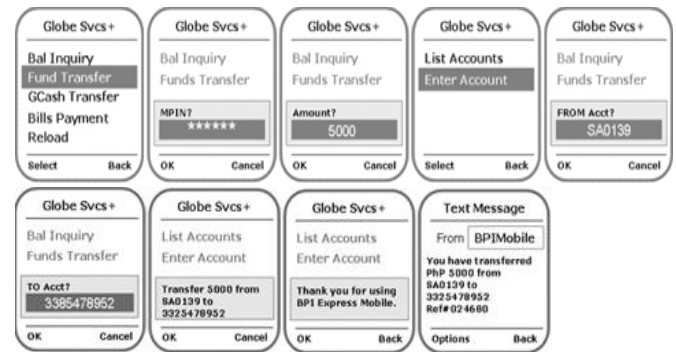 Globe Svcs+
Bal Inquiry
Fund Transfer
GCash Transfer
Bills Payment
Reload
Select Back
Globe Svcs+
Bal Inquiry
Funds Transfer
MPIN?
******
OK Cancel
Globe Svcs+
Bal Inquiry
Funds Transfer
Amount?
5000
OK Cancel
Globe Svcs+
List Accounts
Enter Account
Select Back
Globe Svcs+
Bal Inquiry
Funds Transfer
FROM Acct?
SA0139
OK Cancel
Globe Svcs+
Bal Inquiry
Funds Transfer
TO Acct?
3385478952
OK Cancel
Globe Svcs+
List Accounts
Enter Account
Transfer 5000 from
SA0139 to
3325478952
OK Cancel
Globe Svcs+
List Accounts
Enter Account
Thank you for using
BPI Express Mobile.
OK Back
Text Message
From BPIMobile
You have transferred
PhP 5000 from
SA0139 to
3325478952
Ref#024680
Options Back